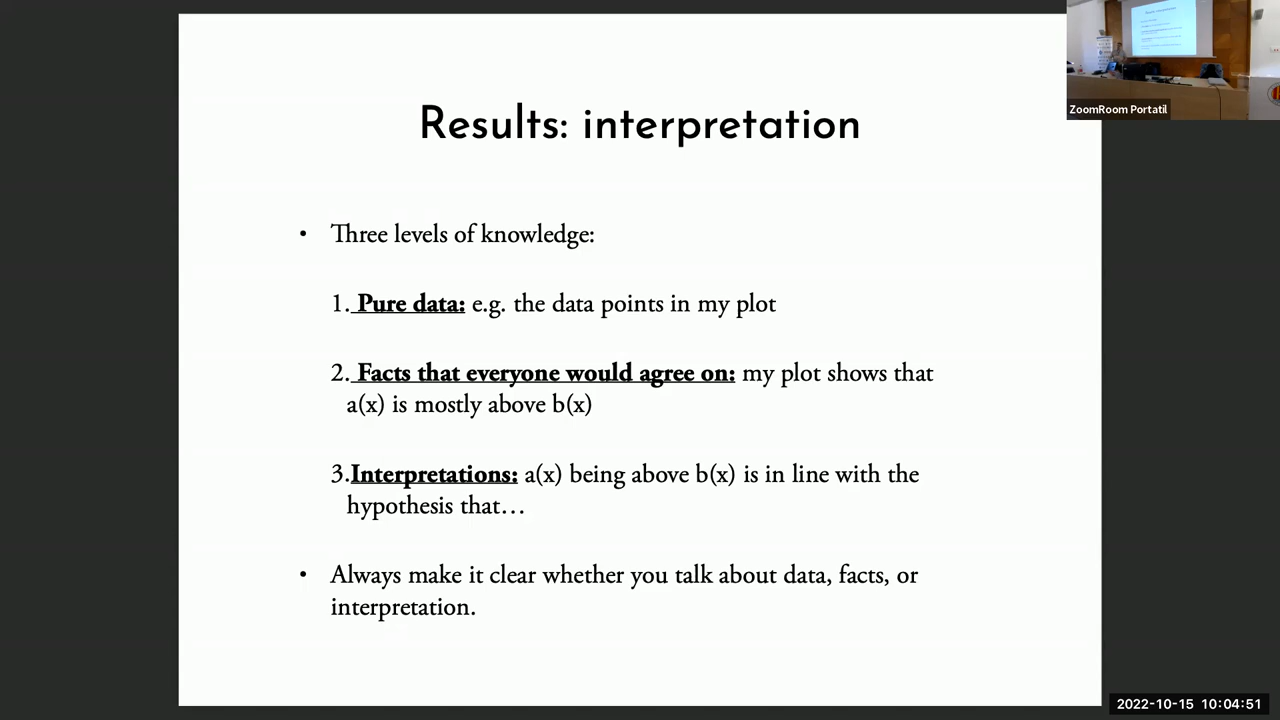 Results: interpretation
• Three levels of knowledge:
1. Pure data: e.g. the data points in my plot
2. Facts that everyone would agree on: my plot shows that
a(x) is mostly above b(x)
3.Interpretations: a(x) being above b(x) is in line with the
hypothesis that…
• Always make it clear whether you talk about data, facts, or
interpretation.
ZoomRoom Portatil
2022-10-15 10:04:51